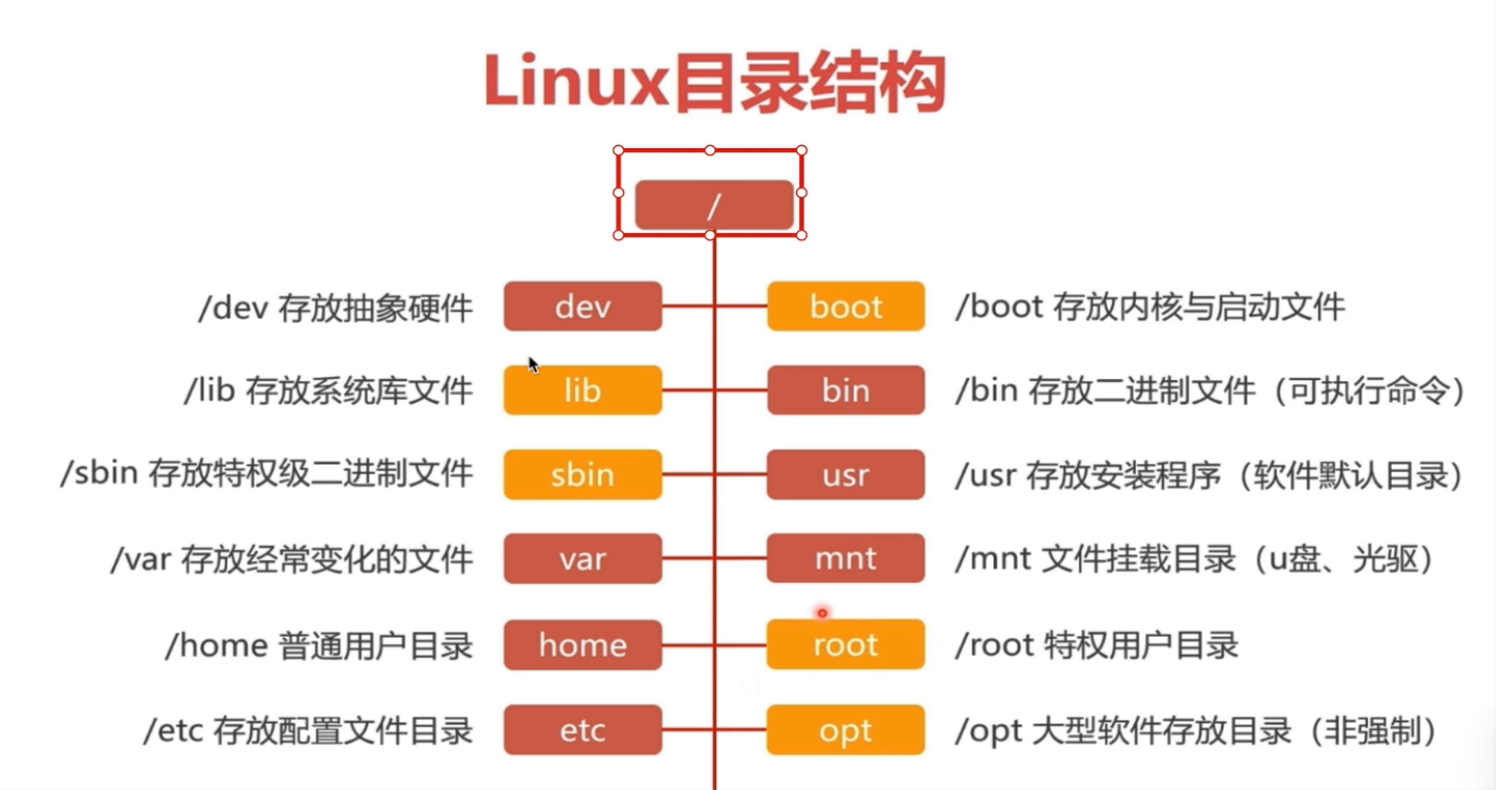 Linux目录结构
/
/dev 存放抽象硬件 dev boot /boot 存放内核与启动文件
/lib 存放系统库文件 lib bin /bin 存放二进制文件（可执行命令）
/sbin 存放特权级二进制文件 sbin usr /usr 存放安装程序（软件默认目录）
/var 存放经常变化的文件 var mnt /mnt 文件挂载目录（u盘、光驱）
/home 普通用户目录 home root /root 特权用户目录
/etc 存放配置文件目录 etc opt /opt 大型软件存放目录（非强制）